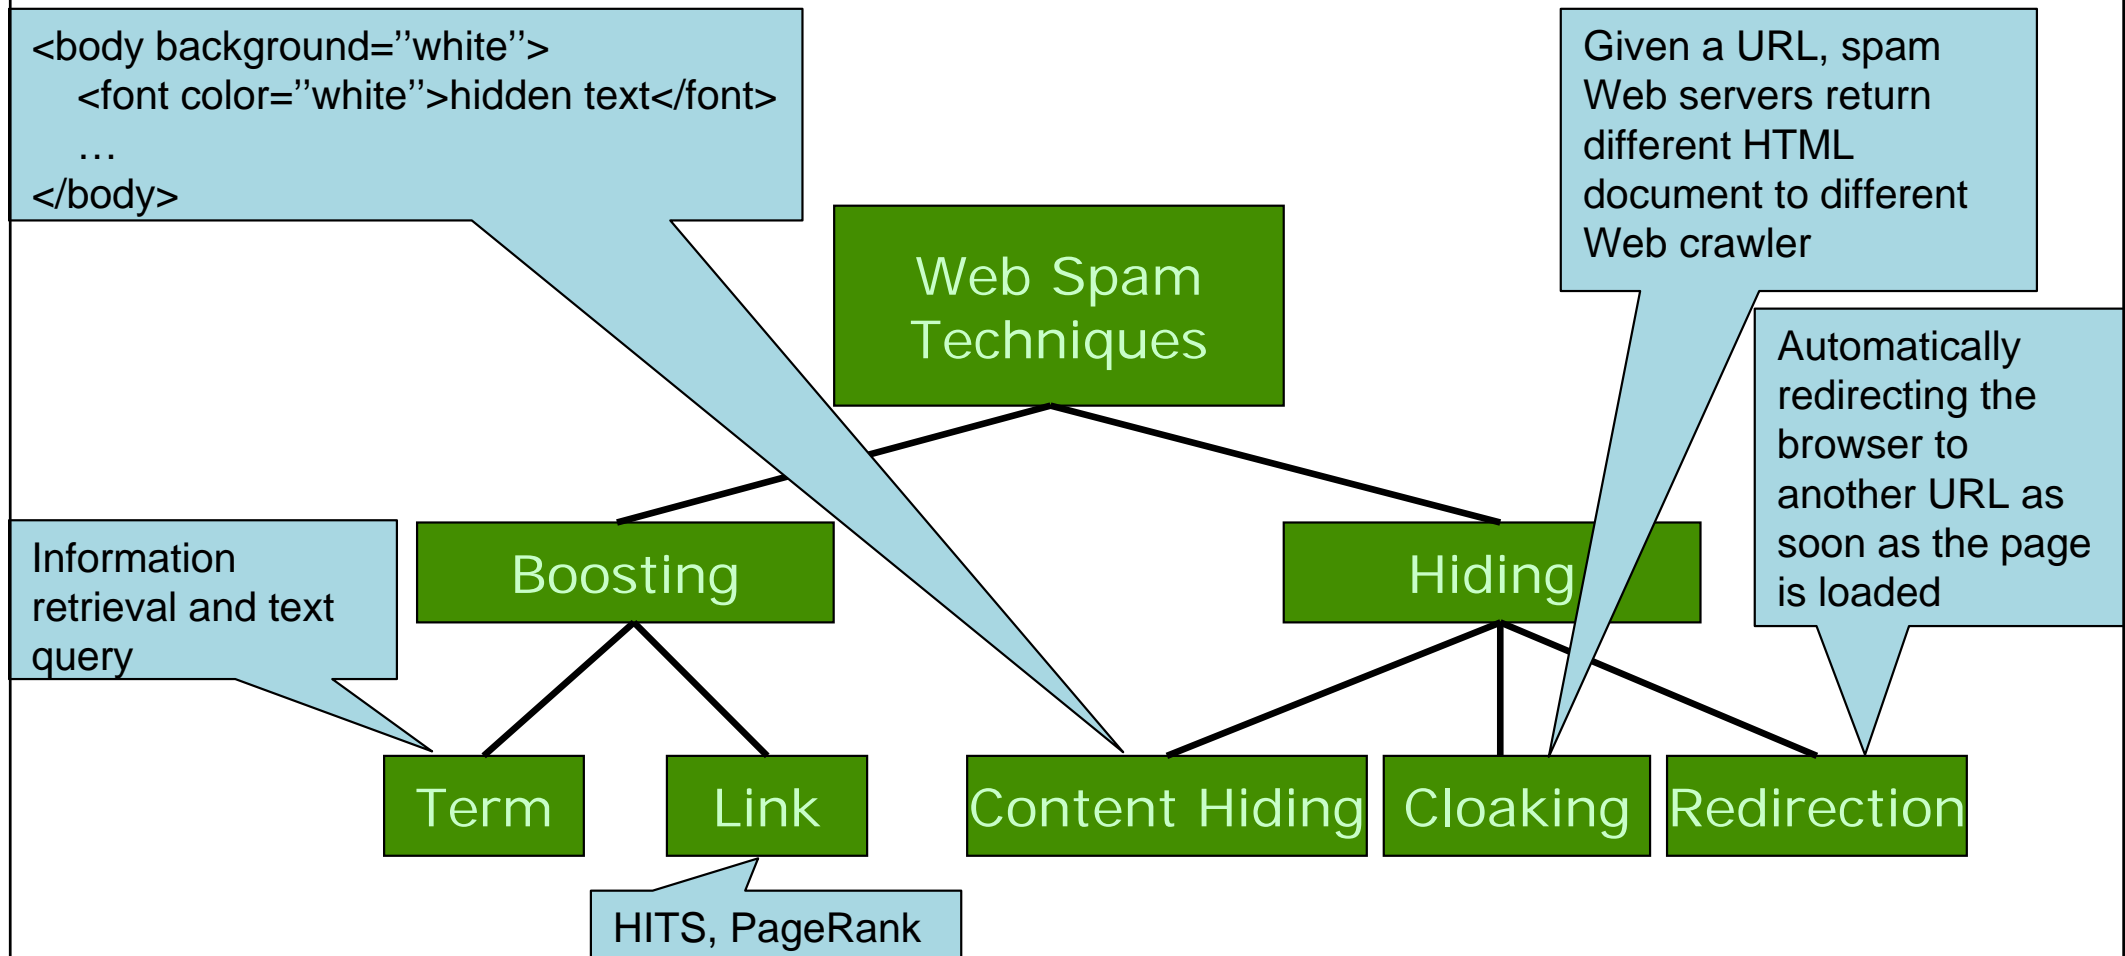 <body background=''white''>
<font color=''white''>hidden text</font>
…
</body>
Given a URL, spam
Web servers return
different HTML
document to different
Web crawler
Web Spam
Techniques
Automatically
redirecting the
browser to
another URL as
soon as the page
is loaded
Information
retrieval and text
query
Boosting
Hiding
Term
Link
Content Hiding
Cloaking
Redirection
HITS, PageRank